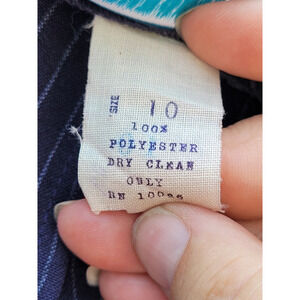 SIZE 10
100%
POLYESTER
DRY CLEAN
ONLY
RN